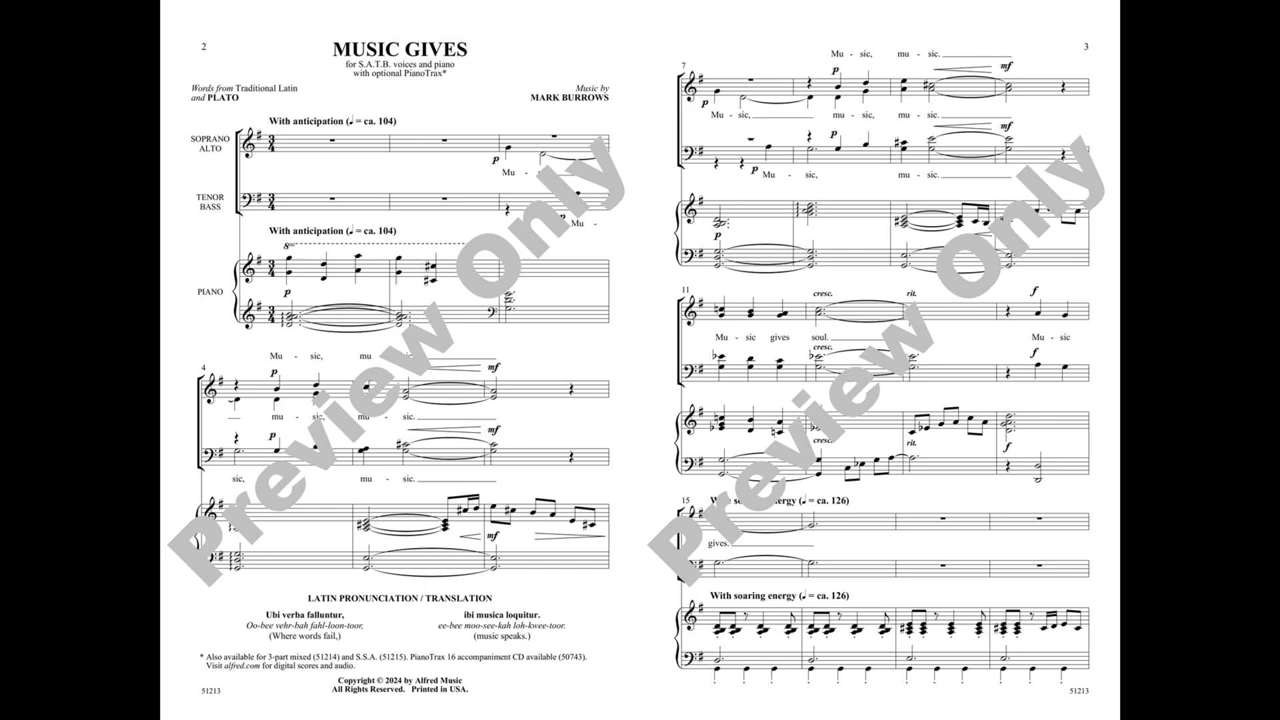 2
MUSIC GIVES
for S.A.T.B. voices and piano
with optional PianoTrax*
Words from Traditional Latin
and PLATO
Music by
MARK BURROWS
With anticipation (♩ = ca. 104)
SOPRANO
ALTO
p
Mu -
TENOR
BASS
p
Mu -
With anticipation (♩ = ca. 104)
8va
PIANO
p
4
Mu - sic, mu
p
mf
mu - sic, mu - sic.
p
mf
sic, mu - sic.
mf
LATIN PRONUNCIATION / TRANSLATION
Ubi verba falluntur, ibi musica loquitur.
Oo-bee vehr-bah fahl-loon-toor, ee-bee moo-see-kah loh-kwee-toor.
(Where words fail,) (music speaks.)
* Also available for 3-part mixed (51214) and S.S.A. (51215). PianoTrax 16 accompaniment CD available (50743).
Visit alfred.com for digital scores and audio.
Copyright © 2024 by Alfred Music
All Rights Reserved. Printed in USA.
51213
Preview Only
3
Mu - sic, mu - sic.
7
p
p
mf
Mu - sic, mu - sic, mu - sic.
p
p
mf
Mu - sic, mu - sic.
p
11
cresc.
rit.
f
Mu - sic gives soul. Mu - sic
cresc.
f
cresc.
rit.
f
15
energy (♩ = ca. 126)
gives.
With soaring energy (♩ = ca. 126)
51213
Preview Only